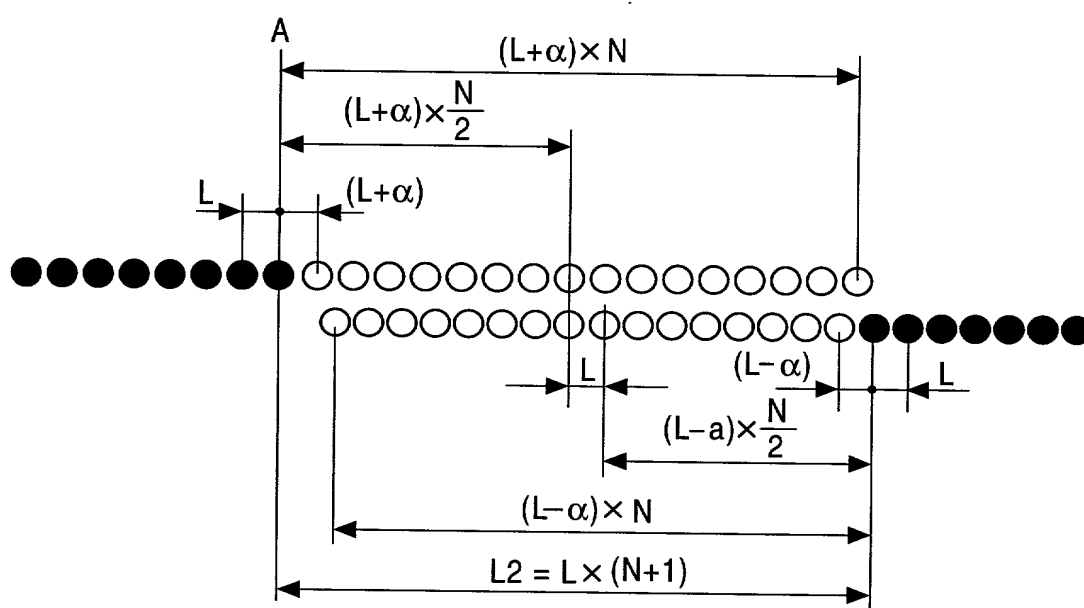 A
(L+α)×N
(L+α)×N/2
L
(L+α)
L
(L−α)
L
(L−a)×N/2
(L−α)×N
L2 = L×(N+1)